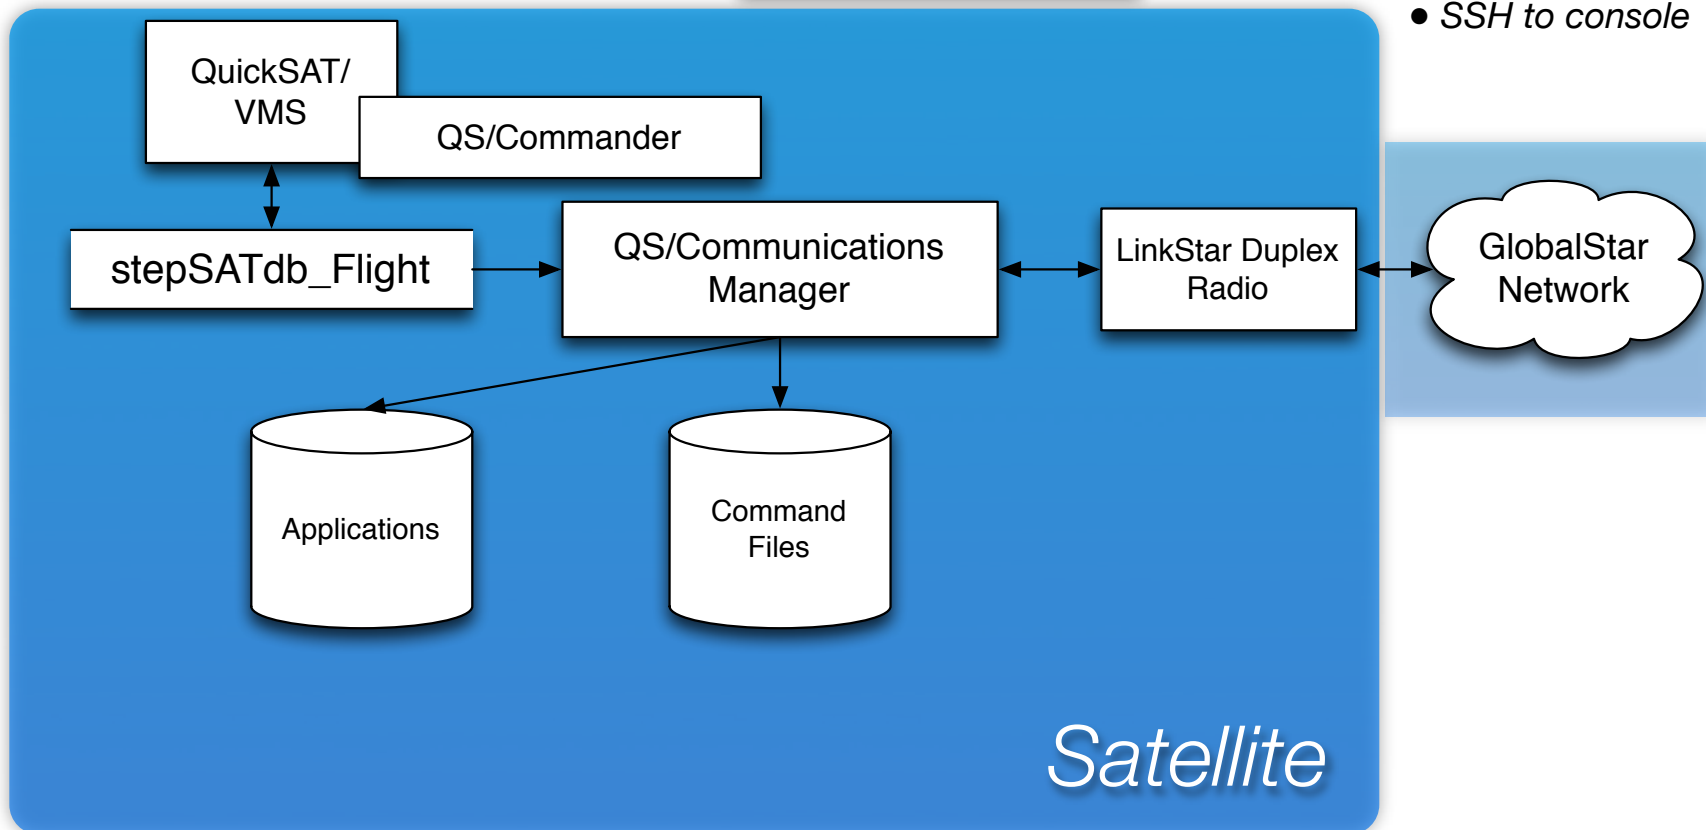 ● SSH to console
QuickSAT/
VMS
QS/Commander
stepSATdb_Flight
QS/Communications
Manager
LinkStar Duplex
Radio
GlobalStar
Network
Applications
Command
Files
Satellite